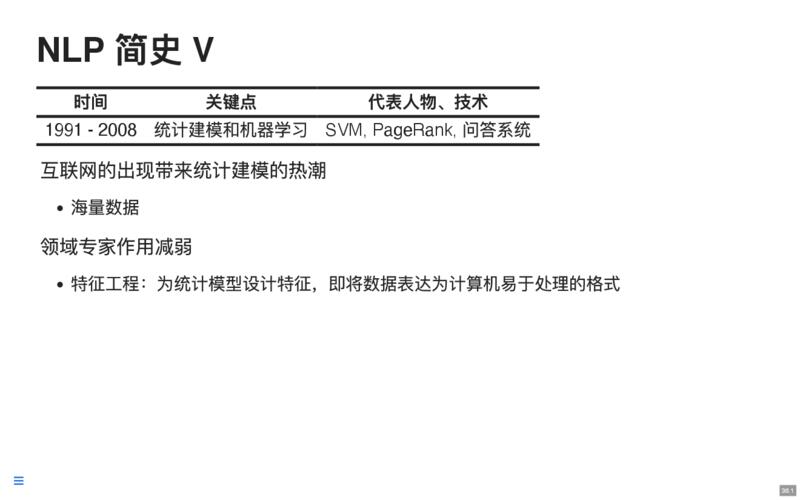 NLP 简史 V
时间 关键点 代表人物、技术
1991 - 2008 统计建模和机器学习 SVM, PageRank, 问答系统
互联网的出现带来统计建模的热潮
• 海量数据
领域专家作用减弱
• 特征工程：为统计模型设计特征，即将数据表达为计算机易于处理的格式